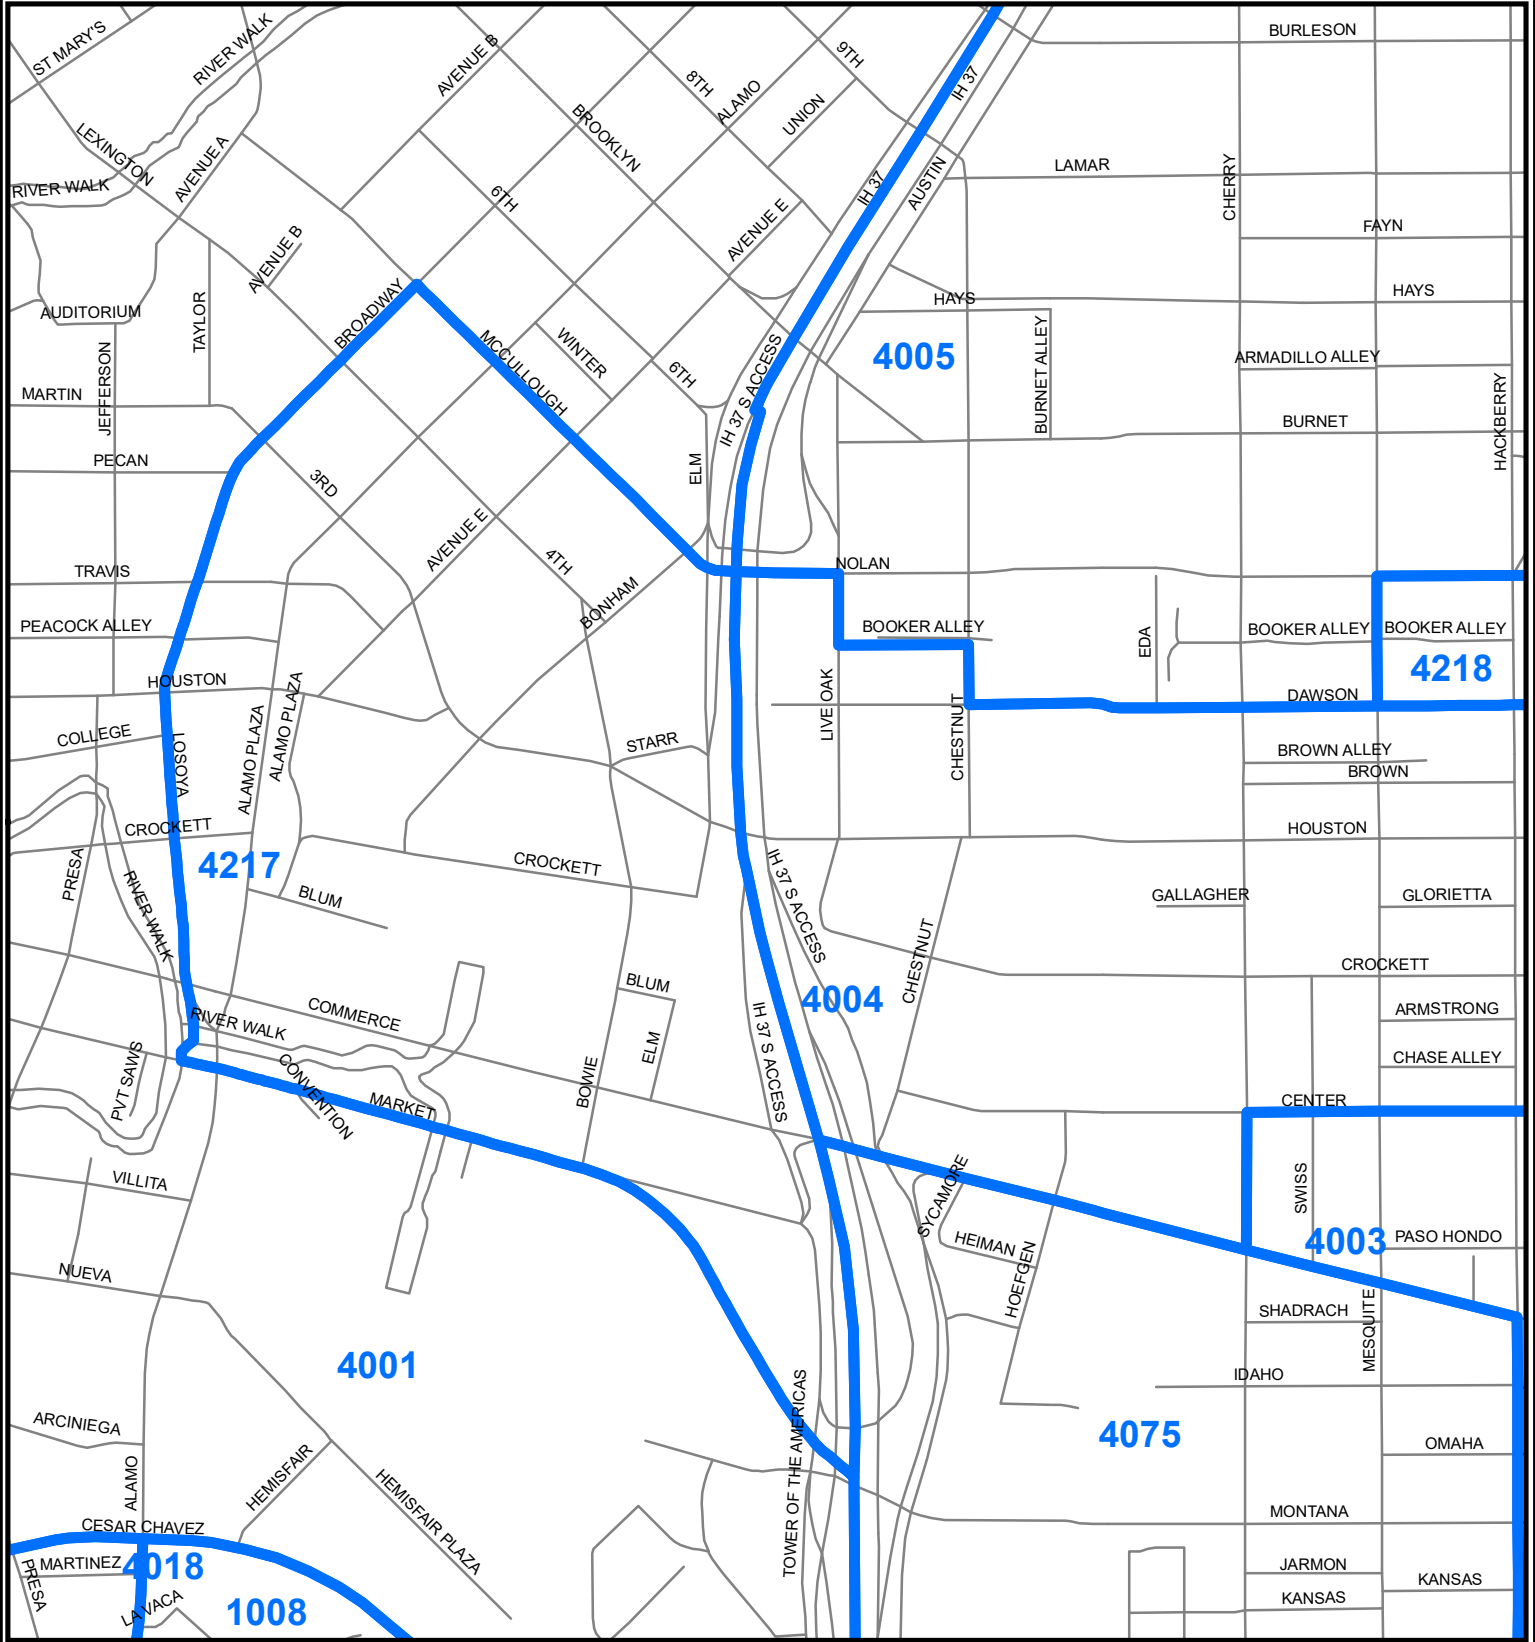 ST MARY'S
RIVER WALK
AVENUE B
9TH
BURLESON
8TH
ALAMO
UNION
IH 37
BROOKLYN
LEXINGTON
AVENUE A
RIVER WALK
6TH
IH 37
AUSTIN
LAMAR
CHERRY
AVENUE B
AVENUE E
FAYN
AUDITORIUM
TAYLOR
BROADWAY
MCCULLOUGH
WINTER
HAYS
HAYS
4005
BURNET ALLEY
ARMADILLO ALLEY
JEFFERSON
6TH
IH 37 S ACCESS
MARTIN
BURNET
HACKBERRY
PECAN
3RD
ELM
AVENUE E
4TH
NOLAN
TRAVIS
BONHAM
PEACOCK ALLEY
BOOKER ALLEY
EDA
BOOKER ALLEY
BOOKER ALLEY
4218
HOUSTON
DAWSON
LIVE OAK
CHESTNUT
COLLEGE
LOSOYA
ALAMO PLAZA
ALAMO PLAZA
STARR
BROWN ALLEY
BROWN
CROCKETT
HOUSTON
4217
PRESA
RIVER WALK
CROCKETT
BLUM
IH 37 S ACCESS
GALLAGHER
GLORIETTA
CHESTNUT
CROCKETT
BLUM
4004
COMMERCE
RIVER WALK
ARMSTRONG
IH 37 S ACCESS
ELM
PVT SAWS
CONVENTION
BOWIE
CHASE ALLEY
MARKET
CENTER
VILLITA
SYCAMORE
SWISS
4003
PASO HONDO
HEIMAN
NUEVA
HOEFGEN
SHADRACH
MESQUITE
4001
IDAHO
TOWER OF THE AMERICAS
4075
ARCINIEGA
OMAHA
ALAMO
HEMISFAIR
HEMISFAIR PLAZA
MONTANA
CESAR CHAVEZ
MARTINEZ
4018
JARMON
PRESA
KANSAS
LA VACA
1008
KANSAS